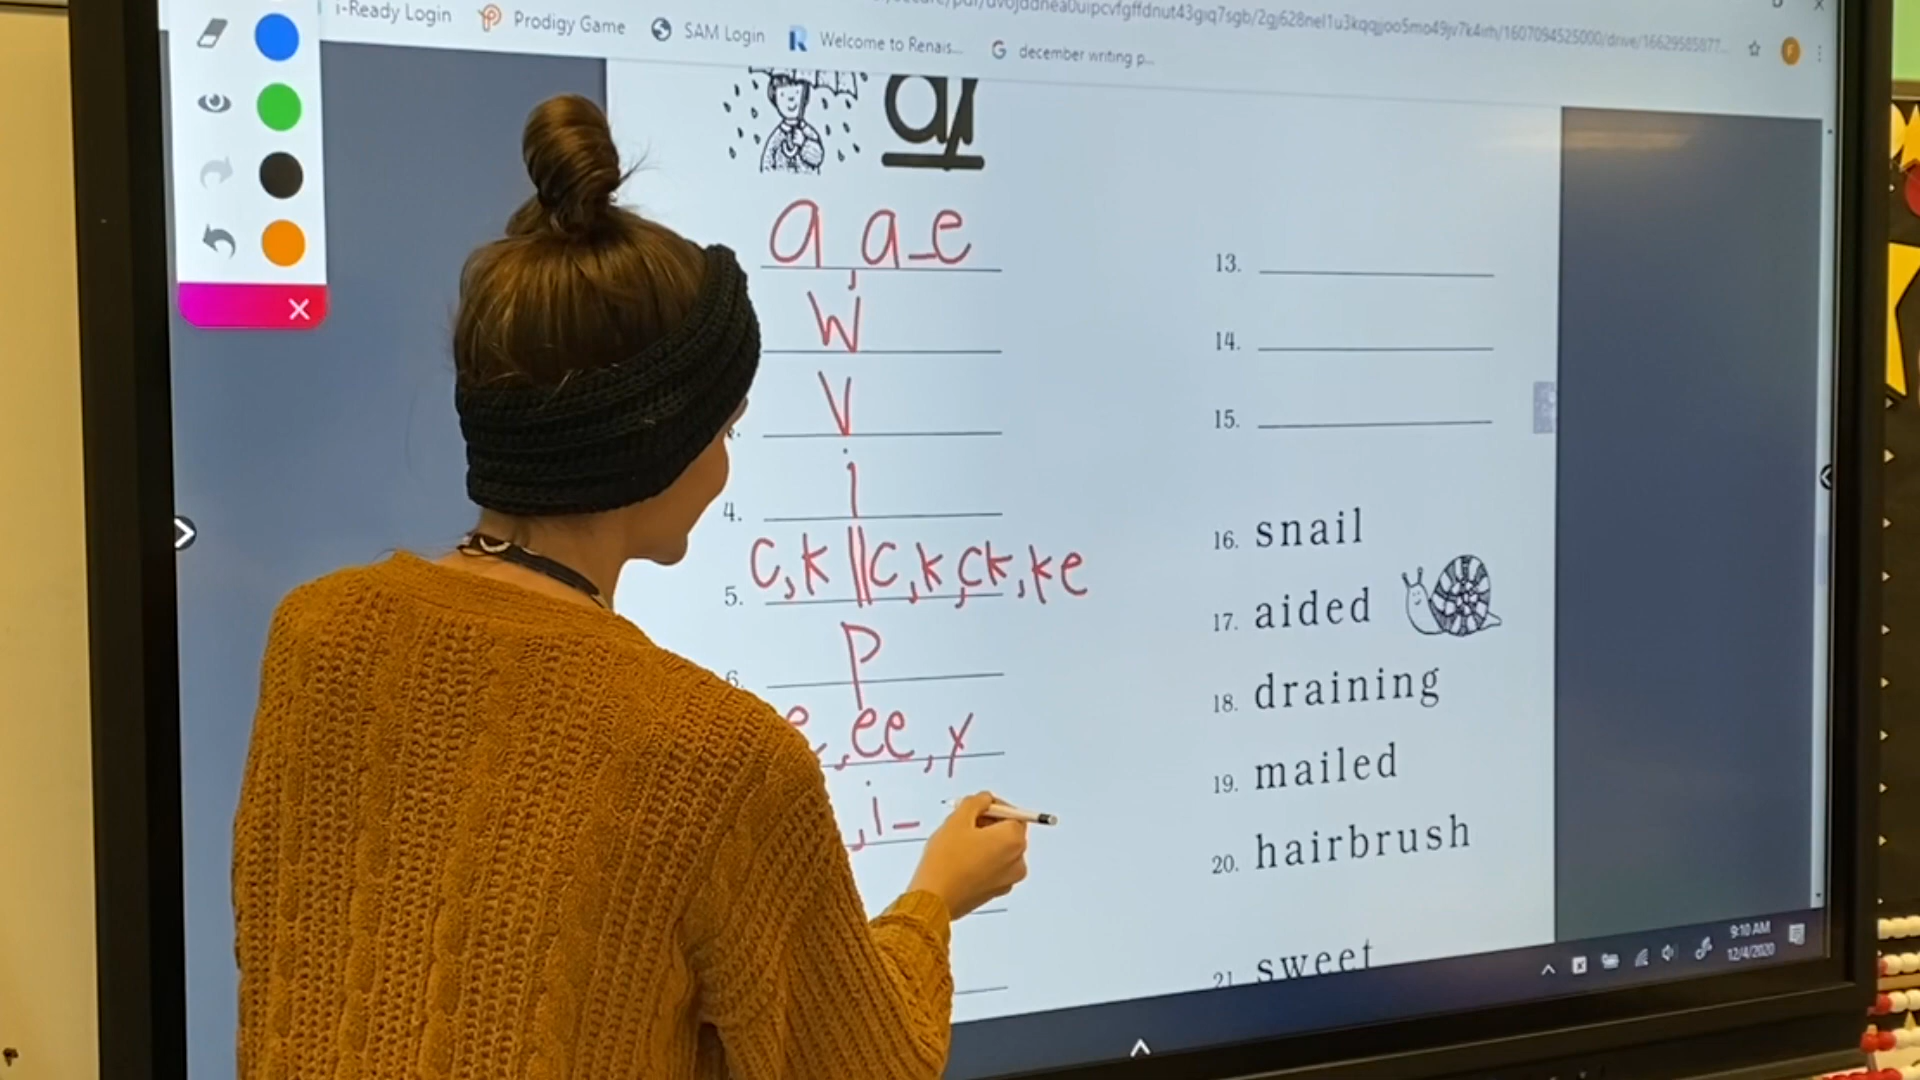 i-Ready Login Prodigy Game SAM Login Welcome to Renais... december writing p...
ai
a, a_e
w
v
4. i
5. c, k || c, k, ck, ke
6. p
e, ee, y
, i_
13.
14.
15.
16. snail
17. aided
18. draining
19. mailed
20. hairbrush
21. sweet
9:10 AM
12/4/2020